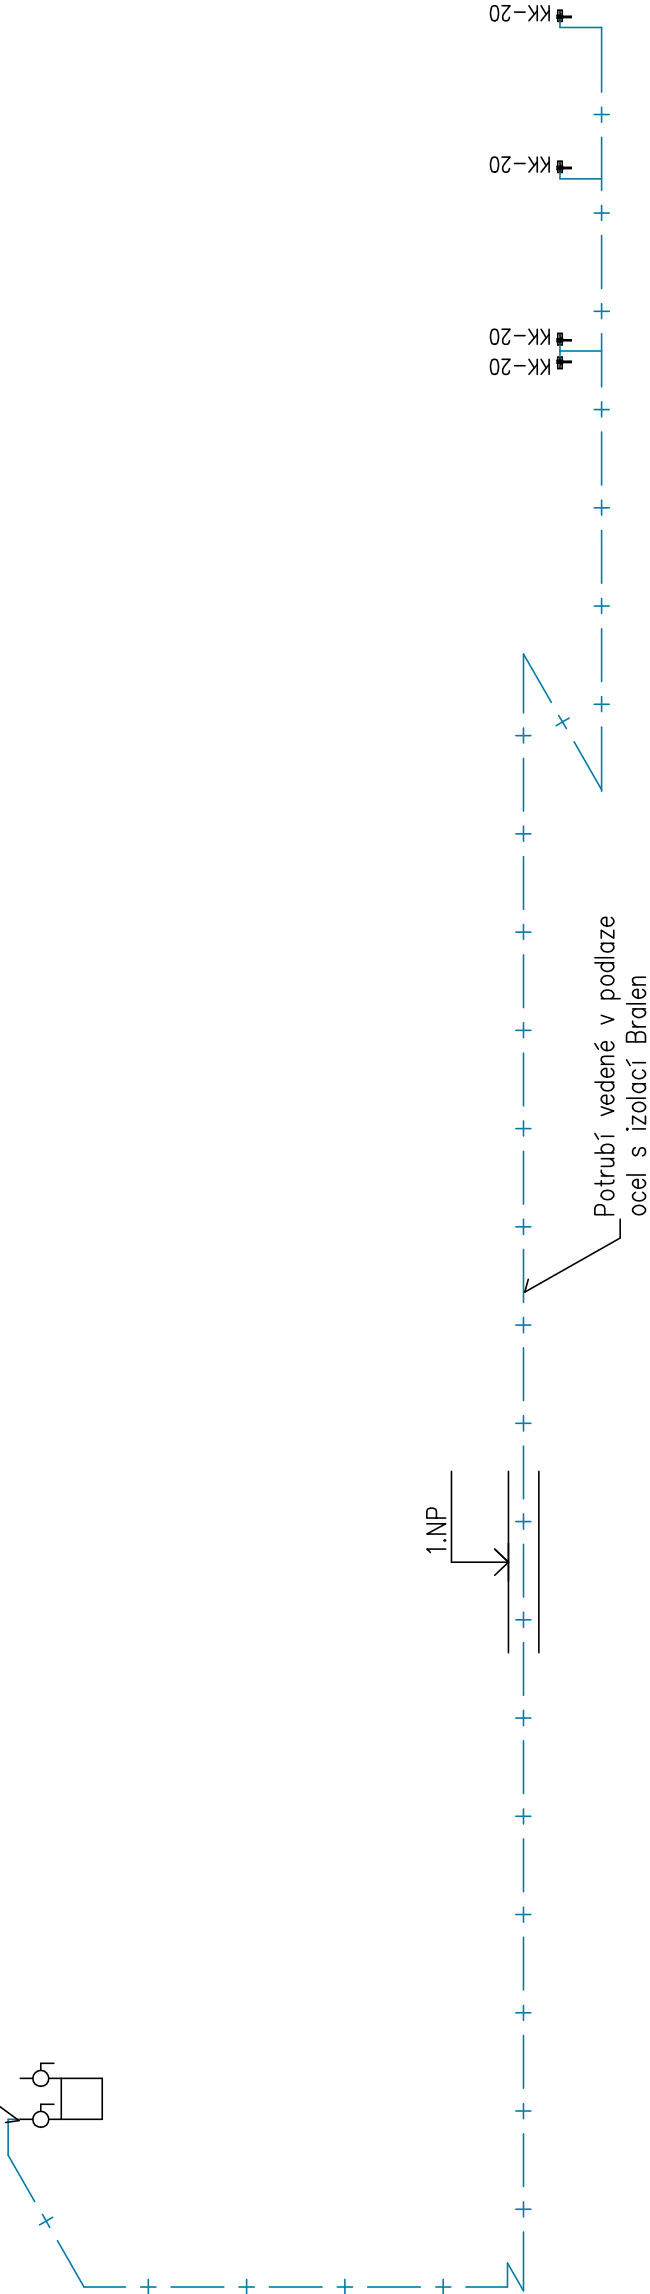 KK-20
KK-20
KK-20
KK-20
Potrubí vedené v podlaze
ocel s izolací Bralen
1.NP